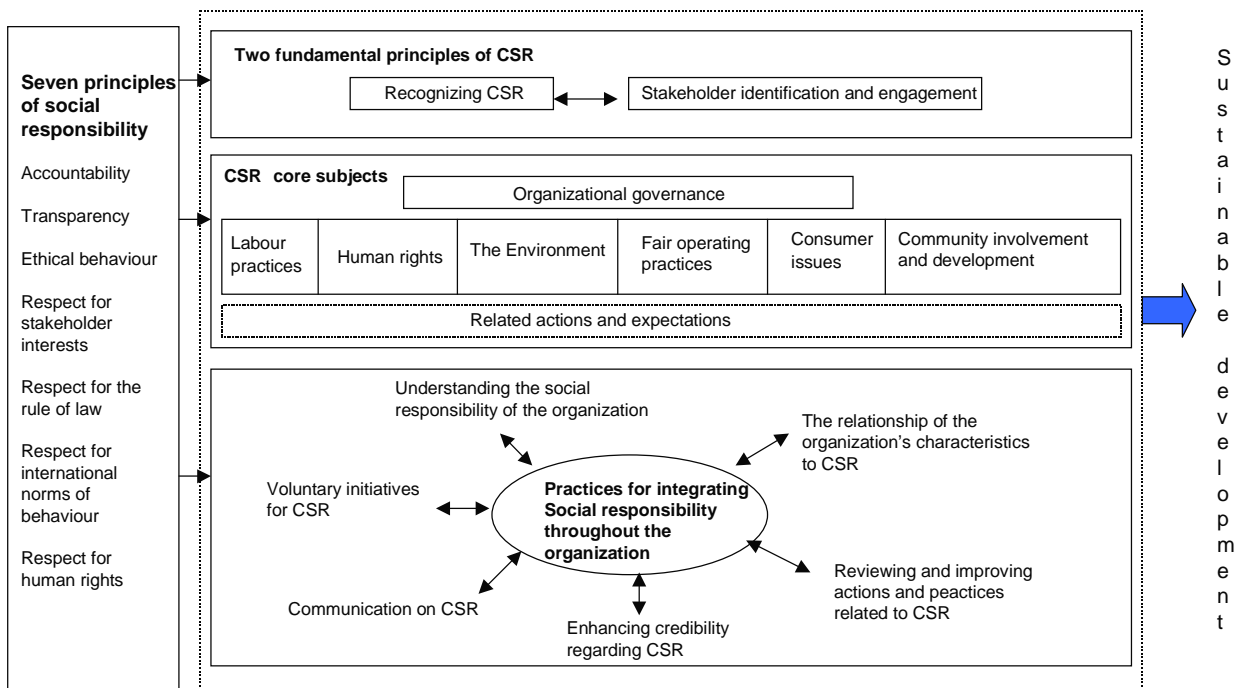 Seven principles
of social
responsibility
Accountability
Transparency
Ethical behaviour
Respect for
stakeholder
interests
Respect for the
rule of law
Respect for
international
norms of
behaviour
Respect for
human rights
Two fundamental principles of CSR
Recognizing CSR
Stakeholder identification and engagement
CSR core subjects
Organizational governance
Labour
practices
Human rights
The Environment
Fair operating
practices
Consumer
issues
Community involvement
and development
Related actions and expectations
Understanding the social
responsibility of the organization
The relationship of the
organization's characteristics
to CSR
Voluntary initiatives
for CSR
Practices for integrating
Social responsibility
throughout the
organization
Communication on CSR
Enhancing credibility
regarding CSR
Reviewing and improving
actions and peactices
related to CSR
Sustainable development